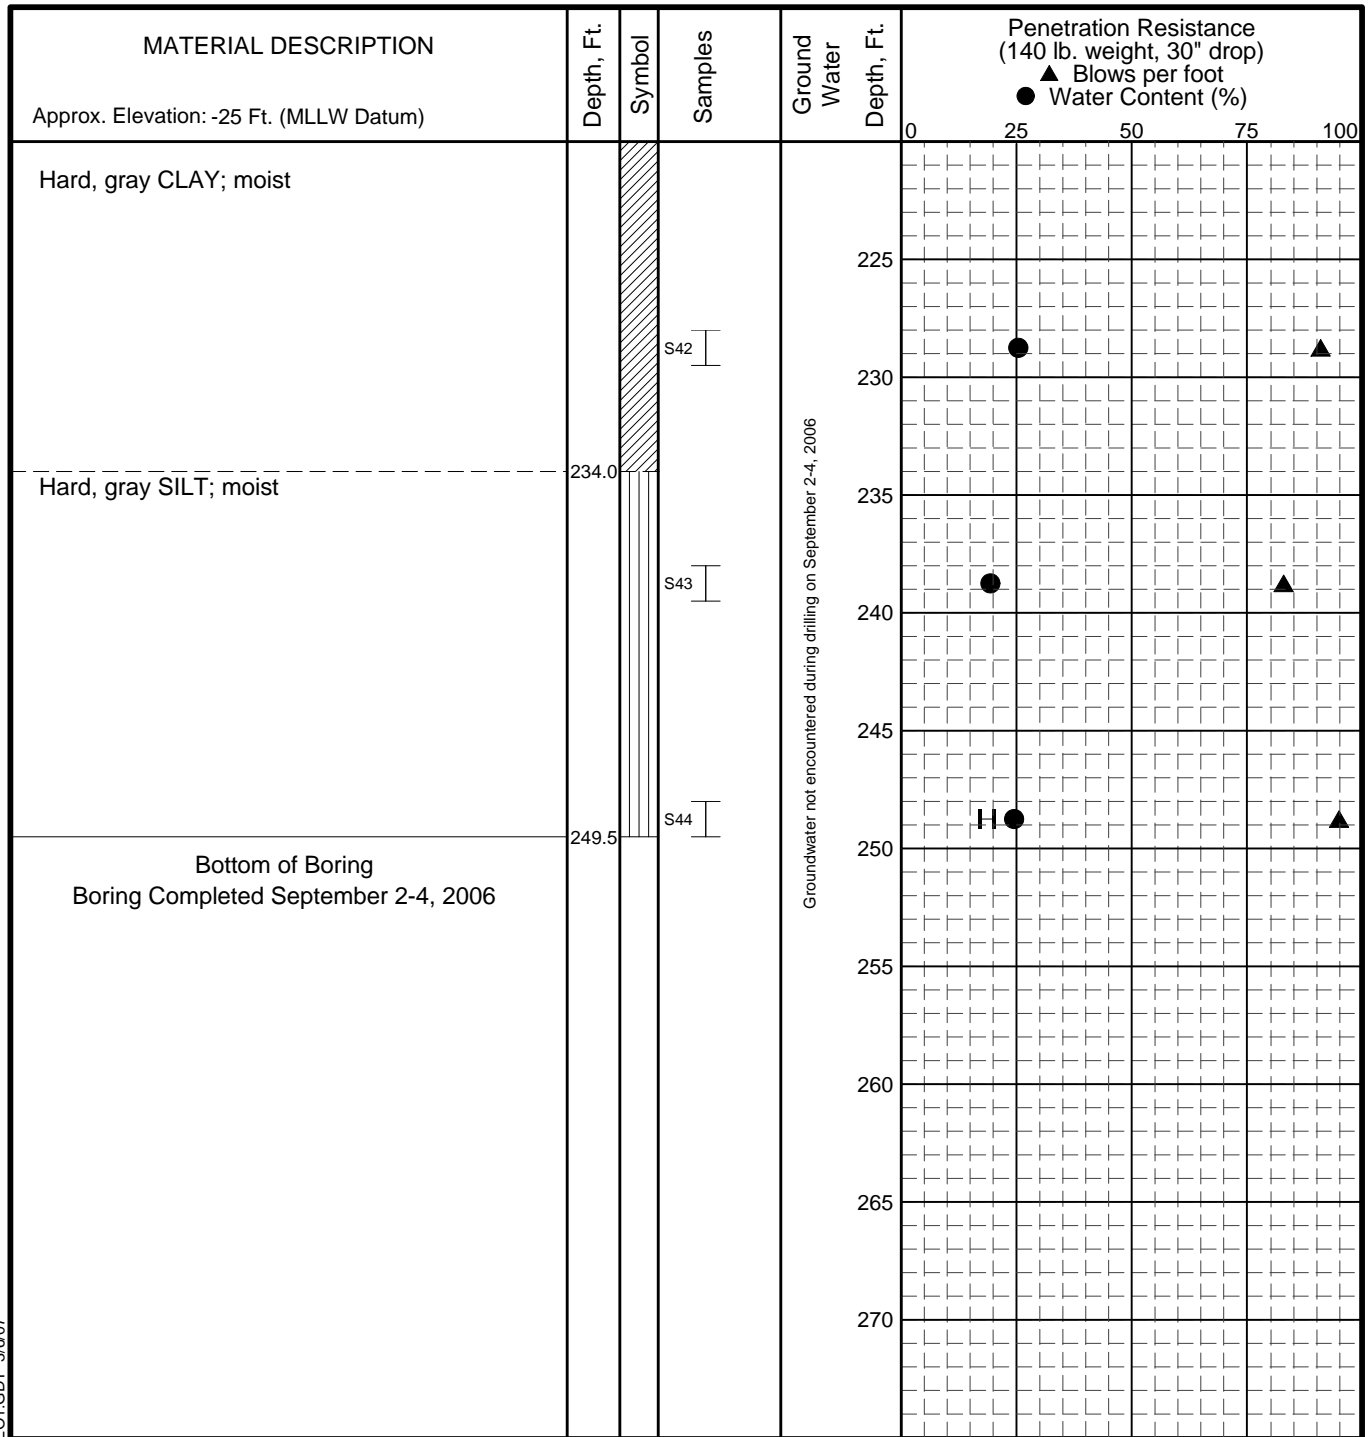 MATERIAL DESCRIPTION
Approx. Elevation: -25 Ft. (MLLW Datum)
Depth, Ft.
Symbol
Samples
Ground
Water
Depth, Ft.
Penetration Resistance
(140 lb. weight, 30" drop)
▲ Blows per foot
● Water Content (%)
0 25 50 75 100
Hard, gray CLAY; moist
225
S42
230
234.0
Hard, gray SILT; moist
235
S43
240
245
S44
249.5
250
Bottom of Boring
Boring Completed September 2-4, 2006
Groundwater not encountered during drilling on September 2-4, 2006
255
260
265
270